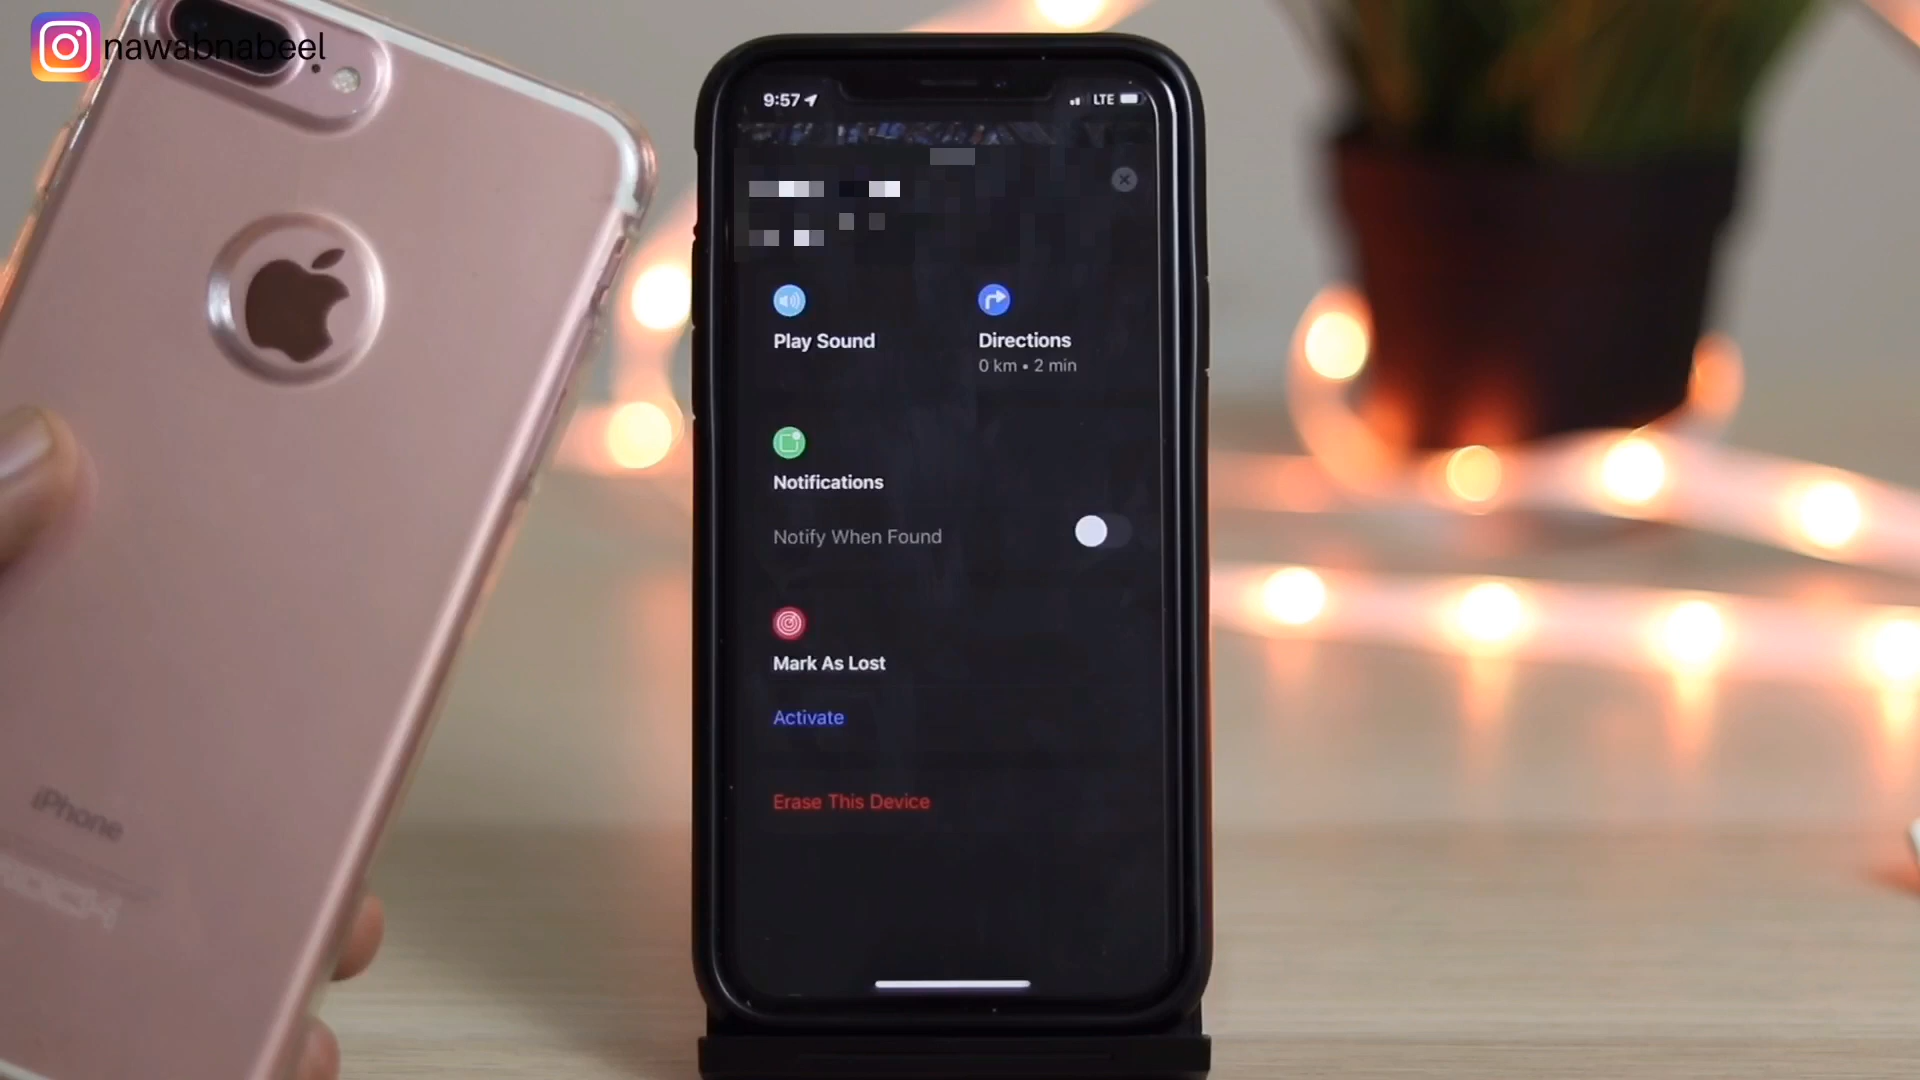 nawabnabeel
9:57
LTE
Play Sound
Directions
0 km • 2 min
Notifications
Notify When Found
Mark As Lost
Activate
Erase This Device
iPhone